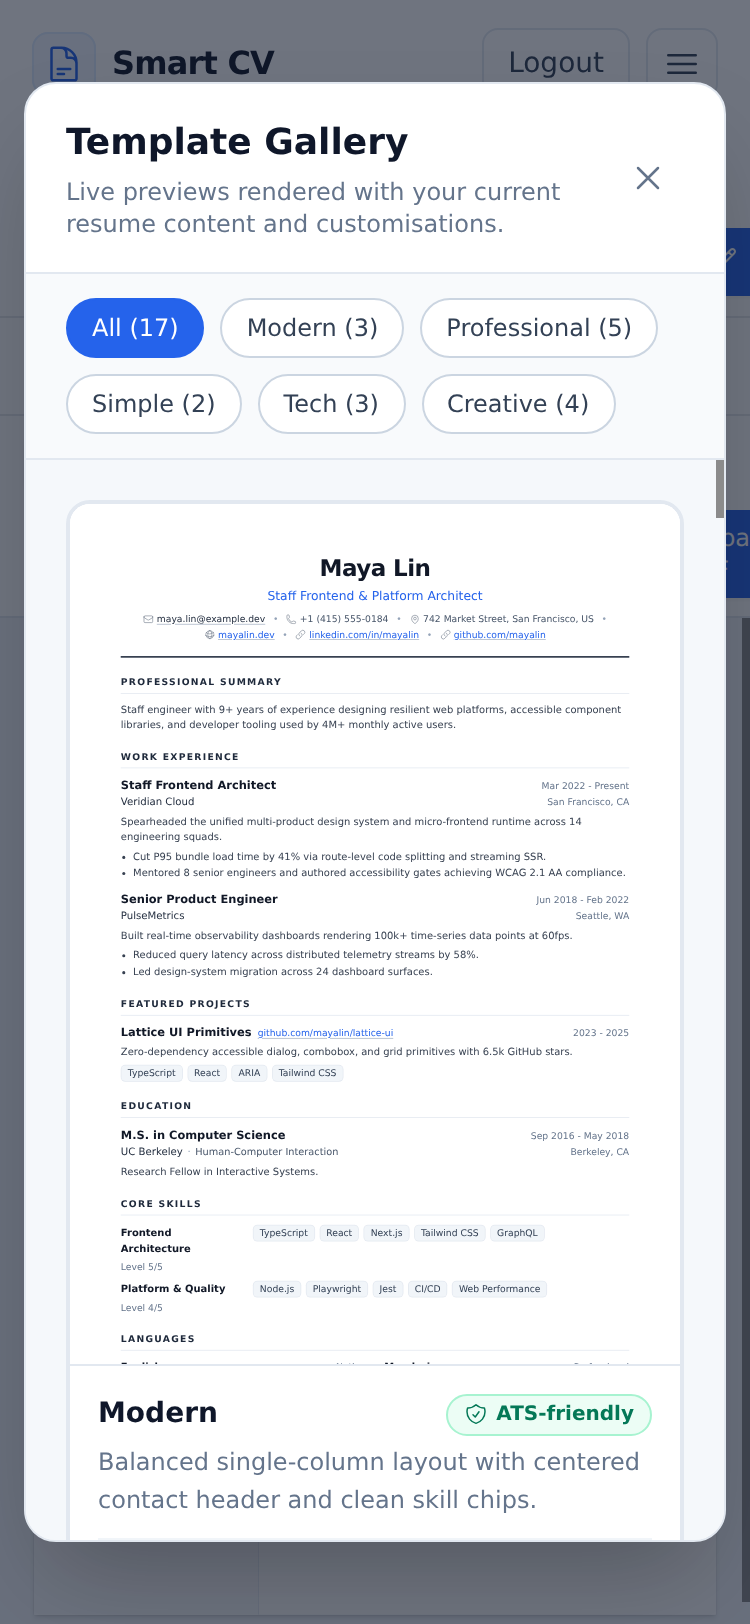 Smart CV
Logout
Template Gallery
Live previews rendered with your current
resume content and customisations.
All (17)
Modern (3)
Professional (5)
Simple (2)
Tech (3)
Creative (4)
Maya Lin
Staff Frontend & Platform Architect
maya.lin@example.dev • +1 (415) 555-0184 • 742 Market Street, San Francisco, US •
mayalin.dev • linkedin.com/in/mayalin • github.com/mayalin
PROFESSIONAL SUMMARY
Staff engineer with 9+ years of experience designing resilient web platforms, accessible component
libraries, and developer tooling used by 4M+ monthly active users.
WORK EXPERIENCE
Staff Frontend Architect Mar 2022 - Present
Veridian Cloud San Francisco, CA
Spearheaded the unified multi-product design system and micro-frontend runtime across 14
engineering squads.
• Cut P95 bundle load time by 41% via route-level code splitting and streaming SSR.
• Mentored 8 senior engineers and authored accessibility gates achieving WCAG 2.1 AA compliance.
Senior Product Engineer Jun 2018 - Feb 2022
PulseMetrics Seattle, WA
Built real-time observability dashboards rendering 100k+ time-series data points at 60fps.
• Reduced query latency across distributed telemetry streams by 58%.
• Led design-system migration across 24 dashboard surfaces.
FEATURED PROJECTS
Lattice UI Primitives github.com/mayalin/lattice-ui 2023 - 2025
Zero-dependency accessible dialog, combobox, and grid primitives with 6.5k GitHub stars.
TypeScript React ARIA Tailwind CSS
EDUCATION
M.S. in Computer Science Sep 2016 - May 2018
UC Berkeley · Human-Computer Interaction Berkeley, CA
Research Fellow in Interactive Systems.
CORE SKILLS
Frontend Architecture TypeScript React Next.js Tailwind CSS GraphQL
Level 5/5
Platform & Quality Node.js Playwright Jest CI/CD Web Performance
Level 4/5
LANGUAGES
Modern
ATS-friendly
Balanced single-column layout with centered
contact header and clean skill chips.